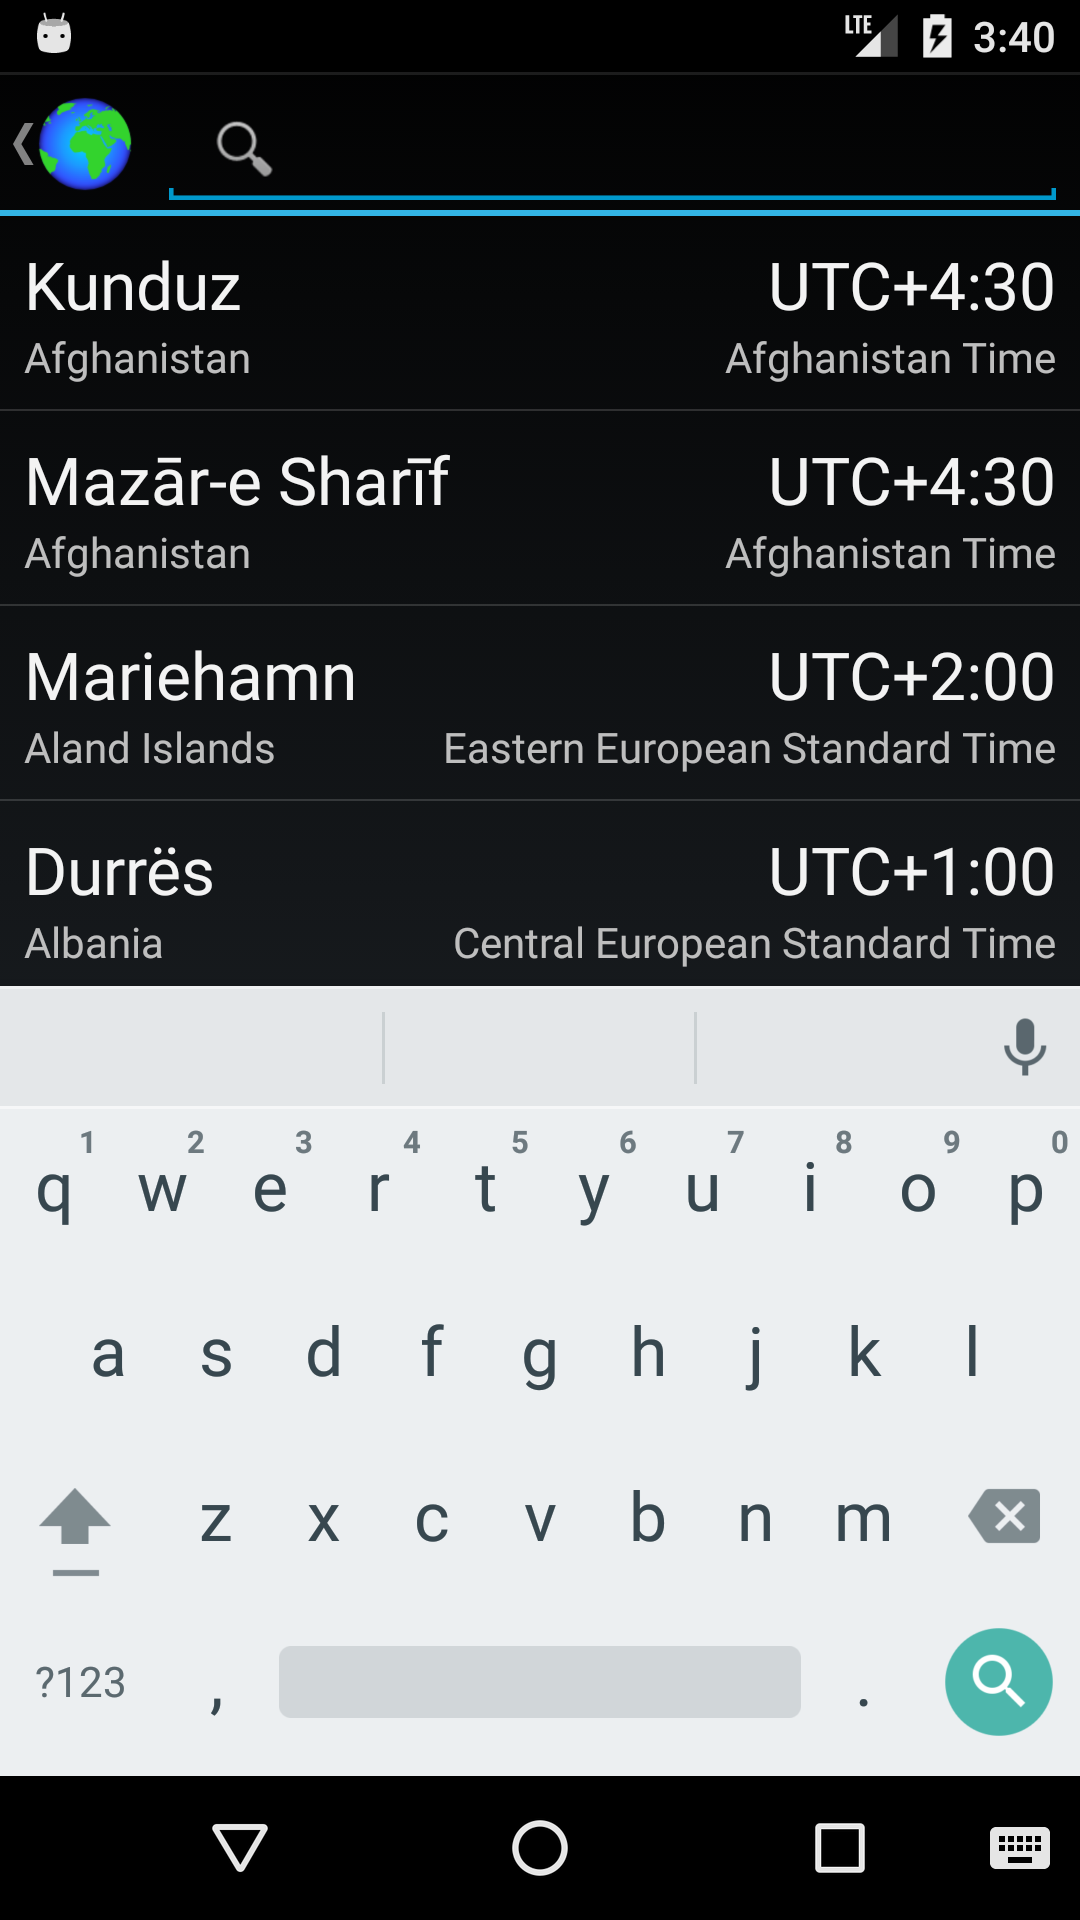 LTE 3:40
Kunduz UTC+4:30
Afghanistan Afghanistan Time
Mazār-e Sharīf UTC+4:30
Afghanistan Afghanistan Time
Mariehamn UTC+2:00
Aland Islands Eastern European Standard Time
Durrës UTC+1:00
Albania Central European Standard Time
1 2 3 4 5 6 7 8 9 0
q w e r t y u i o p
a s d f g h j k l
z x c v b n m
?123 , .